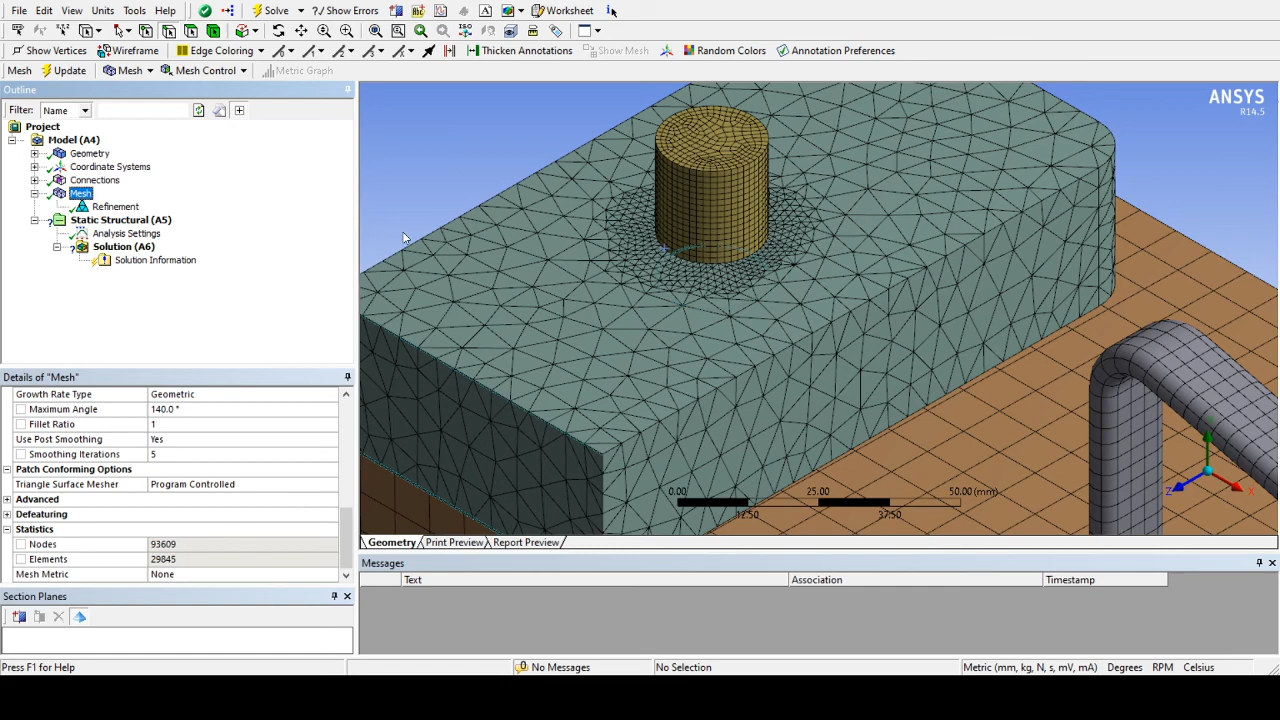 File Edit View Units Tools Help Solve Show Errors Worksheet
Show Vertices Wireframe Edge Coloring Thicken Annotations Show Mesh Random Colors Annotation Preferences
Mesh Update Mesh Mesh Control Metric Graph
Outline
Filter: Name
Project
Model (A4)
Geometry
Coordinate Systems
Connections
Mesh
Refinement
Static Structural (A5)
Analysis Settings
Solution (A6)
Solution Information
Details of "Mesh"
Growth Rate Type Geometric
Maximum Angle 140.0 °
Fillet Ratio 1
Use Post Smoothing Yes
Smoothing Iterations 5
Patch Conforming Options
Triangle Surface Mesher Program Controlled
Advanced
Defeaturing
Statistics
Nodes 93609
Elements 29845
Mesh Metric None
Section Planes
ANSYS
R14.5
0.00 25.00 50.00 (mm)
12.50 37.50
Y
Z X
Geometry Print Preview Report Preview
Messages
Text Association Timestamp
Press F1 for Help No Messages No Selection Metric (mm, kg, N, s, mV, mA) Degrees RPM Celsius